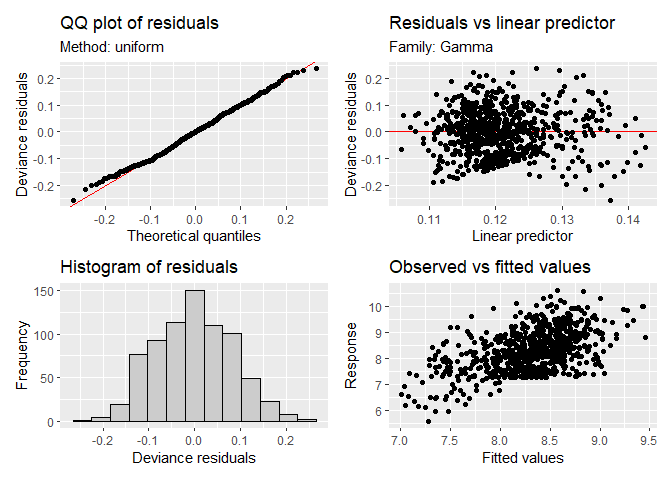 QQ plot of residuals
Method: uniform
Deviance residuals
0.2
0.1
0.0
-0.1
-0.2
-0.2
-0.1
0.0
0.1
0.2
Theoretical quantiles
Residuals vs linear predictor
Family: Gamma
Deviance residuals
0.2
0.1
0.0
-0.1
-0.2
0.11
0.12
0.13
0.14
Linear predictor
Histogram of residuals
Frequency
150
100
50
0
-0.2
-0.1
0.0
0.1
0.2
Deviance residuals
Observed vs fitted values
Response
10
9
8
7
6
7.0
7.5
8.0
8.5
9.0
9.5
Fitted values